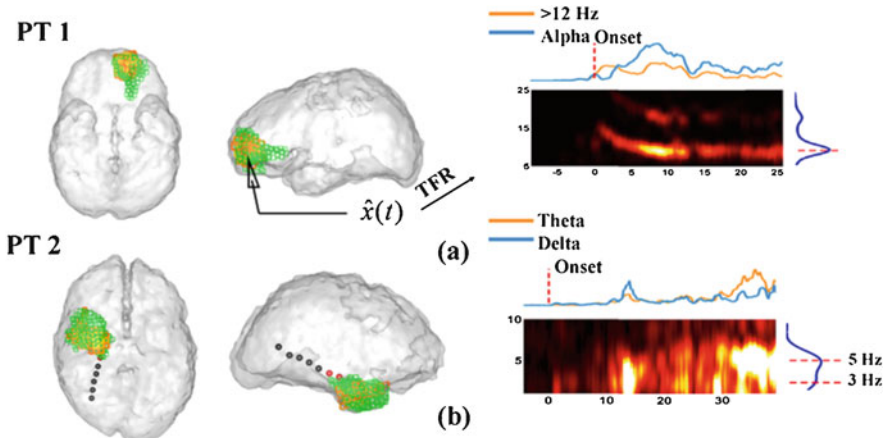 PT 1
>12 Hz
Alpha Onset
25
15
5
-5 0 5 10 15 20 25
x̂(t)
TFR
(a)
PT 2
Theta
Delta
Onset
10
5
0 10 20 30
5 Hz
3 Hz
(b)